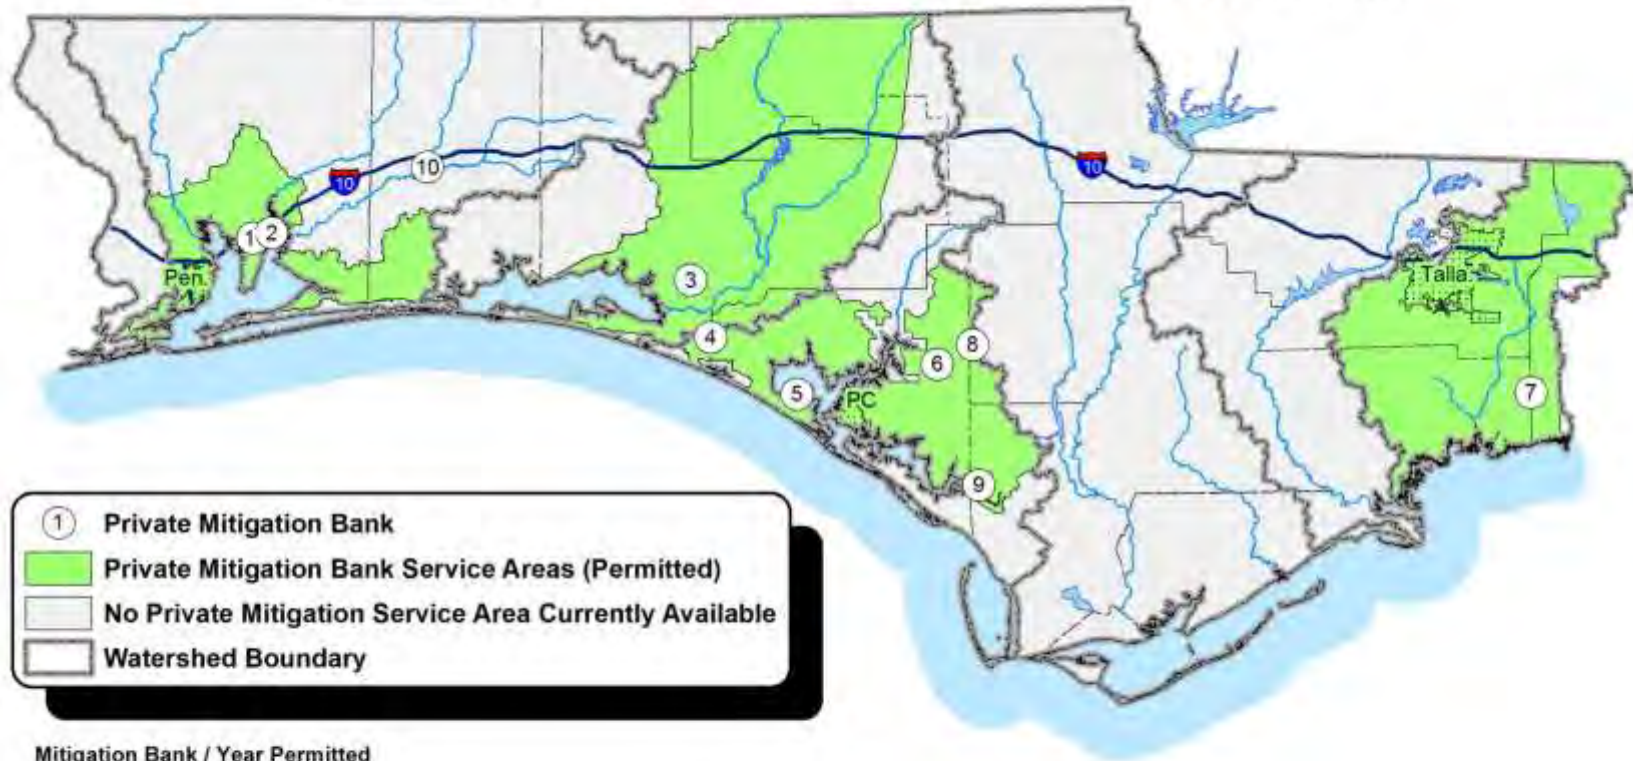 10
10
10
1
2
Pen.
3
Talla.
4
8
6
5
PC
7
9
1 Private Mitigation Bank
Private Mitigation Bank Service Areas (Permitted)
No Private Mitigation Service Area Currently Available
Watershed Boundary
Mitigation Bank / Year Permitted